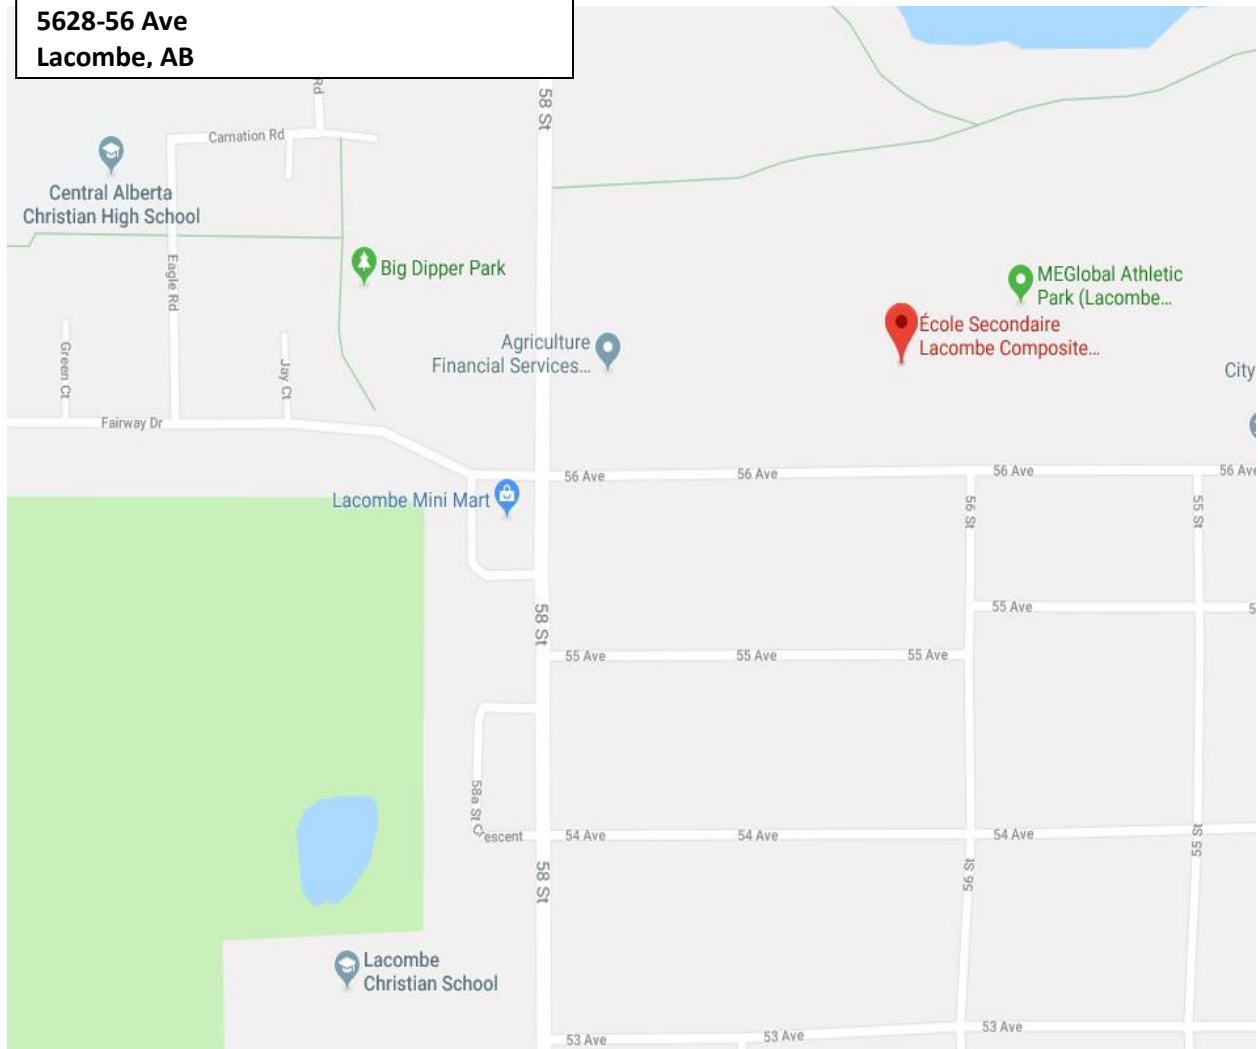 5628-56 Ave
Lacombe, AB
Rd
58 St
Carnation Rd
Central Alberta
Christian High School
Eagle Rd
Big Dipper Park
MEGlobal Athletic
Park (Lacombe...
École Secondaire
Lacombe Composite...
Agriculture
Financial Services...
City
Green Ct
Jay Ct
Fairway Dr
56 Ave
56 Ave
56 Ave
56 Ave
Lacombe Mini Mart
56 St
55 St
58 St
55 Ave
5
55 Ave
55 Ave
55 Ave
58a St Crescent
54 Ave
54 Ave
54 Ave
55 St
58 St
56 St
Lacombe
Christian School
53 Ave
53 Ave
53 Ave